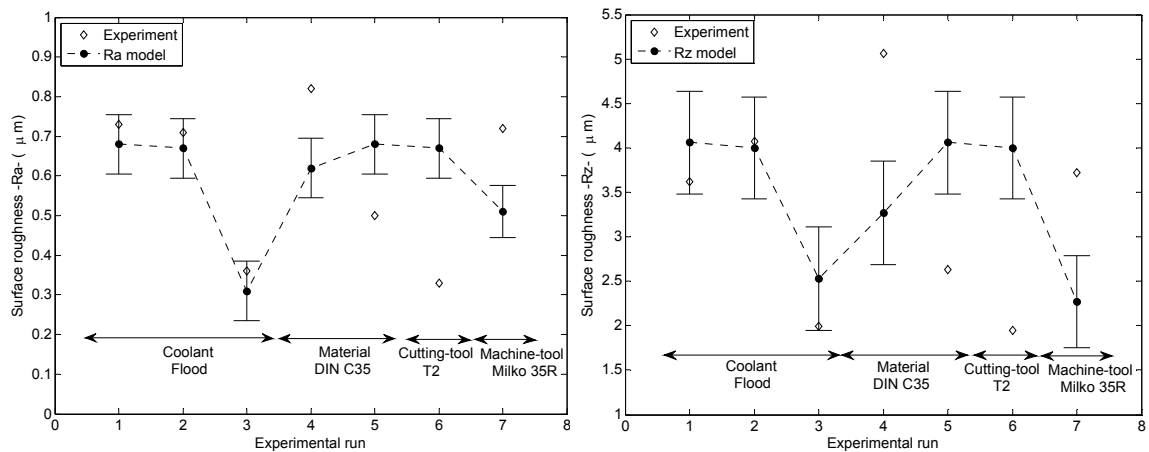 Experiment
Ra model
Surface roughness -Ra- ( μm)
1
0.9
0.8
0.7
0.6
0.5
0.4
0.3
0.2
0.1
0
Coolant
Flood
Material
DIN C35
Cutting-tool
T2
Machine-tool
Milko 35R
0 1 2 3 4 5 6 7 8
Experimental run
Experiment
Rz model
Surface roughness -Rz- ( μm)
5.5
5
4.5
4
3.5
3
2.5
2
1.5
1
Coolant
Flood
Material
DIN C35
Cutting-tool
T2
Machine-tool
Milko 35R
0 1 2 3 4 5 6 7 8
Experimental run